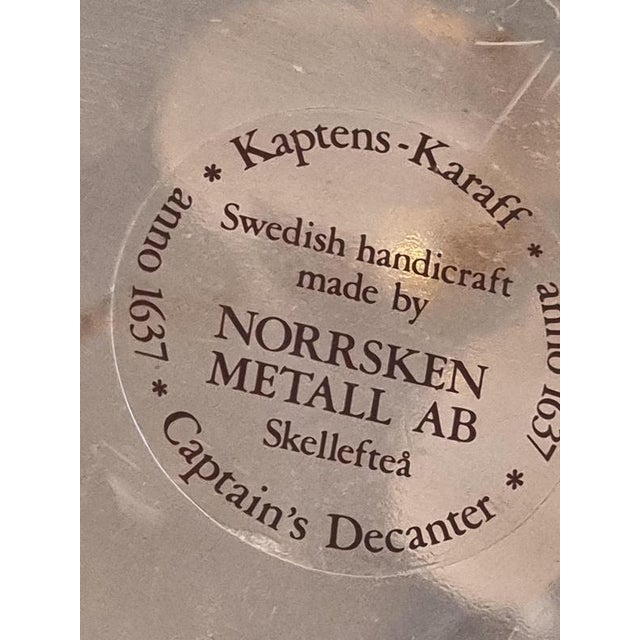 * Kaptens-Karaff *
anno 1637
Swedish handicraft
made by
NORRSKEN
METALL AB
Skellefteå
anno 1637
* Captain's Decanter *